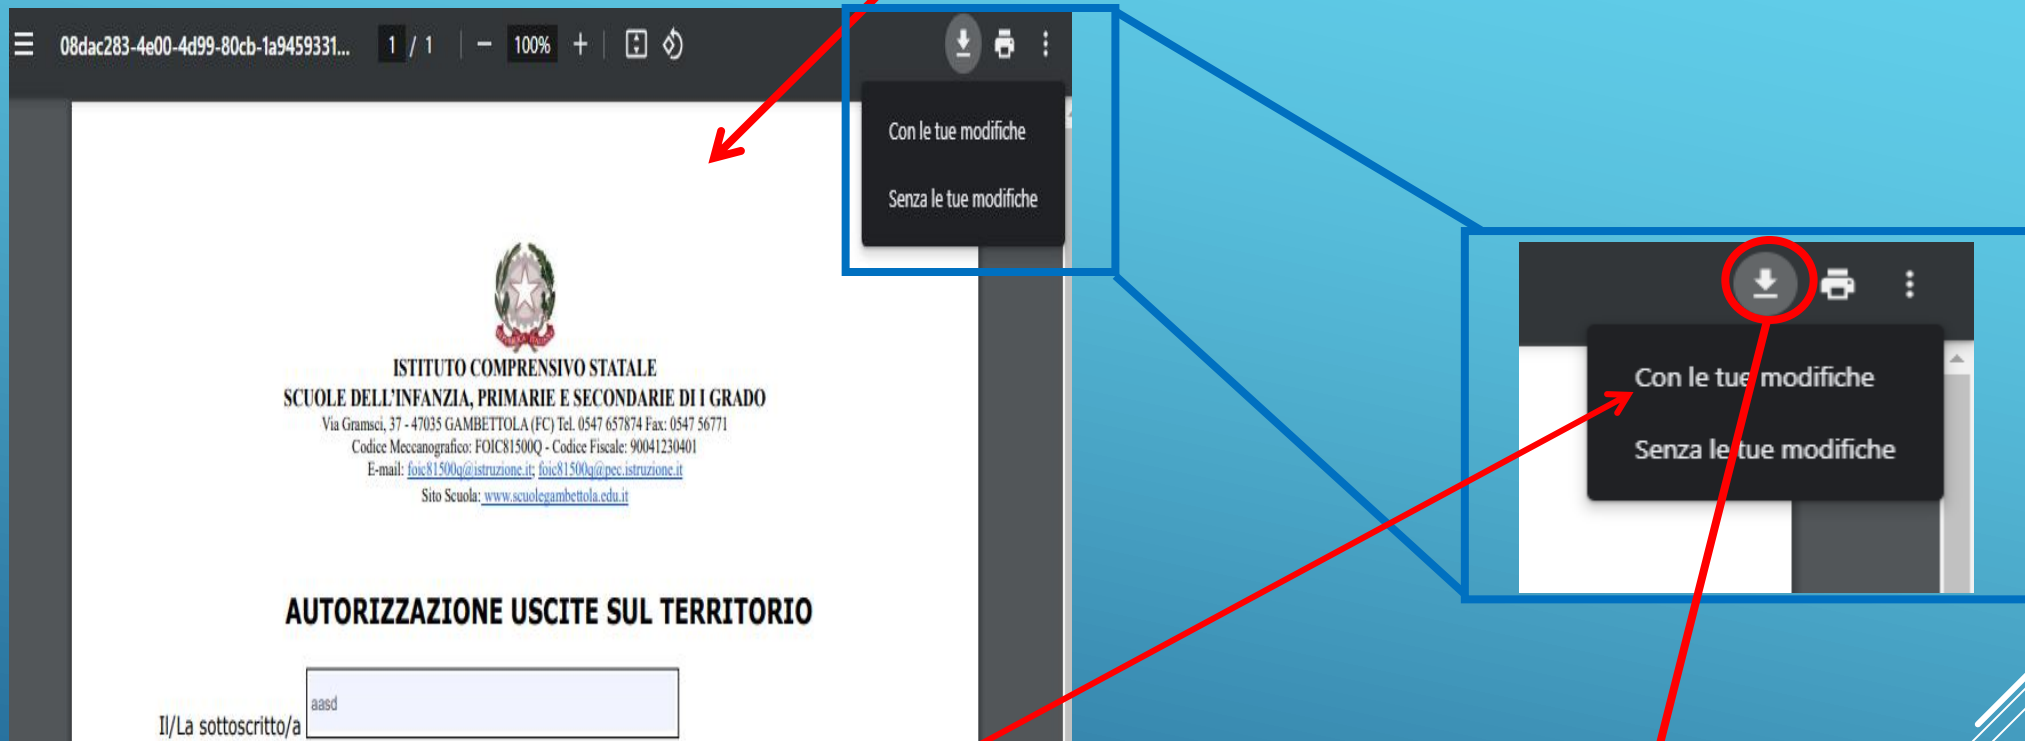 08dac283-4e00-4d99-80cb-1a9459331... 1 / 1 100%
Con le tue modifiche
Senza le tue modifiche
ISTITUTO COMPRENSIVO STATALE
SCUOLE DELL'INFANZIA, PRIMARIE E SECONDARIE DI I GRADO
Via Gramsci, 37 - 47035 GAMBETTOLA (FC) Tel. 0547 657874 Fax: 0547 56771
Codice Meccanografico: FOIC81500Q - Codice Fiscale: 90041230401
E-mail: foic81500q@istruzione.it; foic81500q@pec.istruzione.it
Sito Scuola: www.scuolegambettola.edu.it
AUTORIZZAZIONE USCITE SUL TERRITORIO
Il/La sottoscritto/a aasd
Con le tue modifiche
Senza le tue modifiche